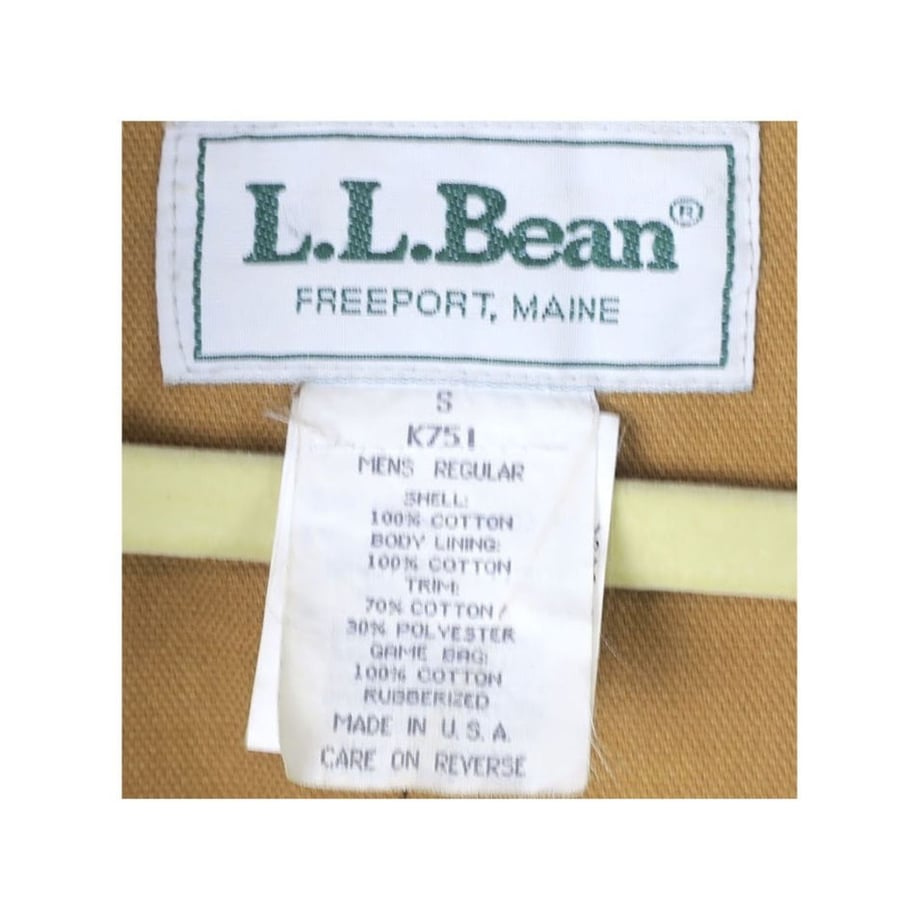 L.L.Bean®
FREEPORT, MAINE
S
K751
MENS REGULAR
SHELL:
100% COTTON
BODY LINING:
100% COTTON
TRIM:
70% COTTON/
30% POLYESTER
GAME BAG:
100% COTTON
RUBBERIZED
MADE IN U.S.A.
CARE ON REVERSE